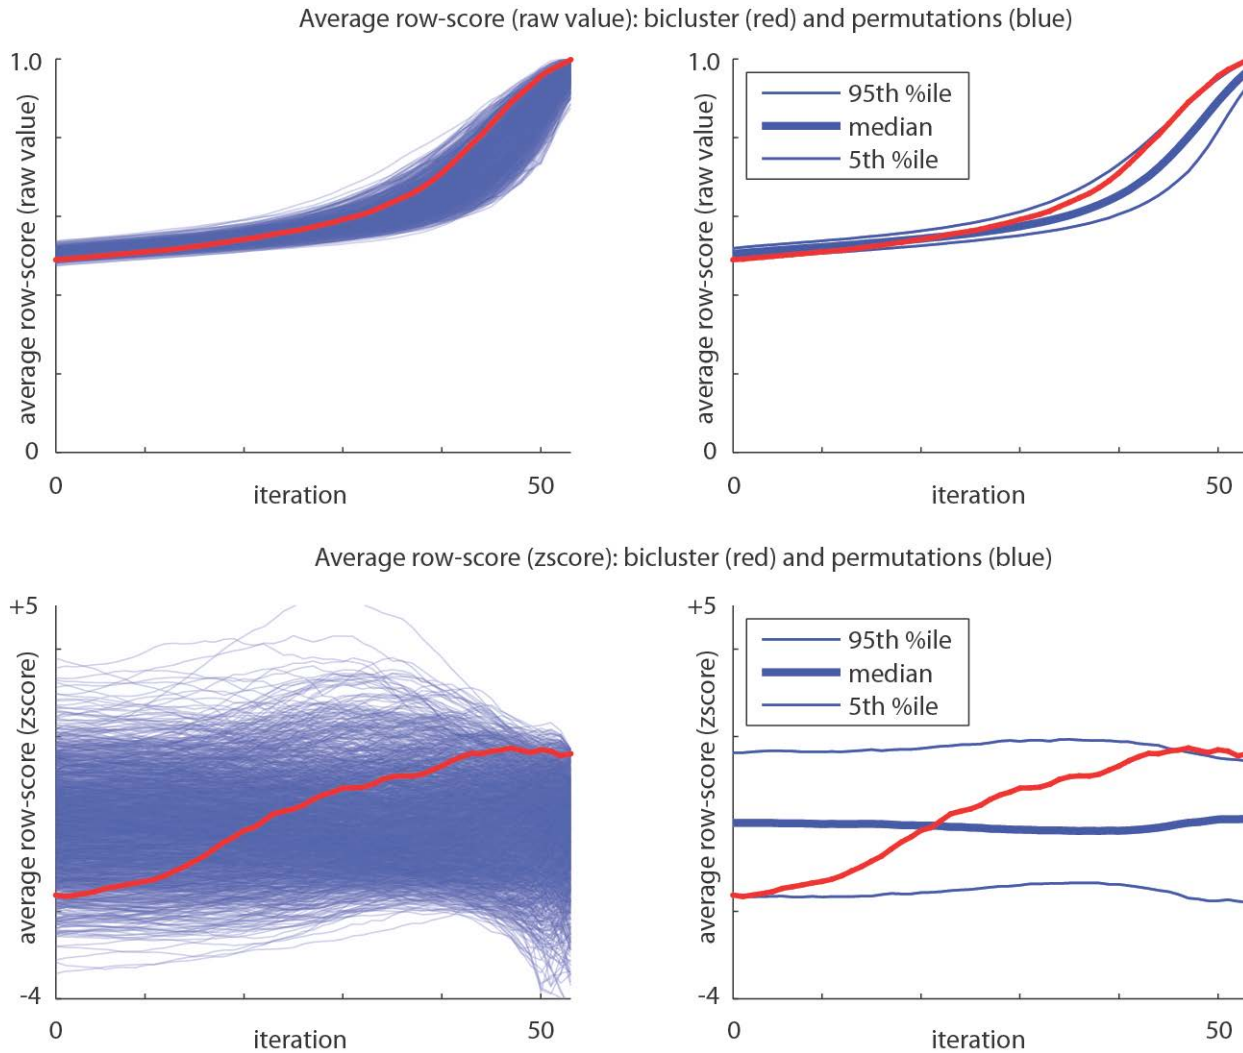 Average row-score (raw value): bicluster (red) and permutations (blue)
1.0
average row-score (raw value)
0
0
50
iteration
1.0
average row-score (raw value)
95th %ile
median
5th %ile
0
0
50
iteration
Average row-score (zscore): bicluster (red) and permutations (blue)
+5
average row-score (zscore)
-4
0
50
iteration
+5
average row-score (zscore)
95th %ile
median
5th %ile
-4
0
50
iteration